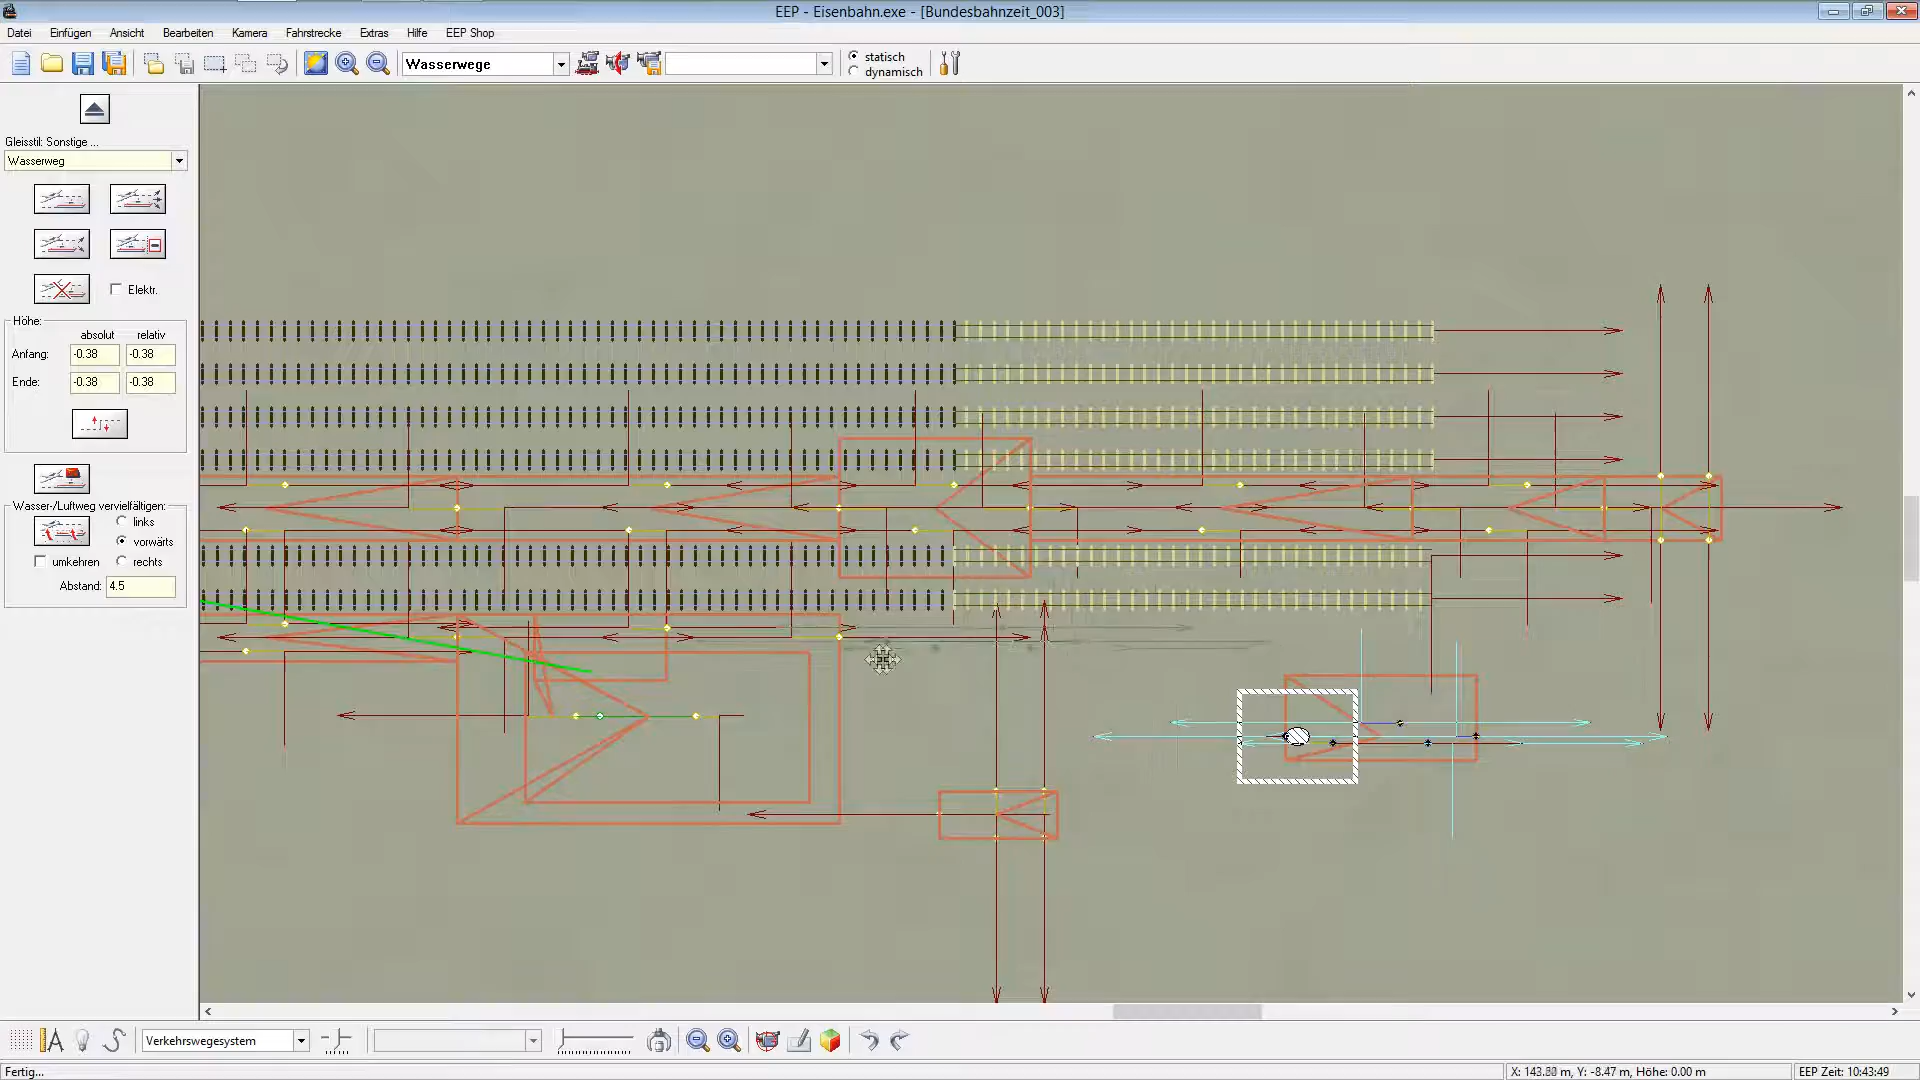 EEP - Eisenbahn.exe - [Bundesbahnzeit_003]
Datei Einfügen Ansicht Bearbeiten Kamera Fahrstrecke Extras Hilfe EEP Shop
Wasserwege
statisch
dynamisch
Gleisstil: Sonstige ...
Wasserweg
Elektr.
Höhe:
absolut relativ
Anfang: -0.38 -0.38
Ende: -0.38 -0.38
Wasser-/Luftweg vervielfältigen:
links
vorwärts
umkehren rechts
Abstand: 4.5
Verkehrswegesystem
Fertig... X: 143.80 m, Y: -8.47 m, Höhe: 0.00 m EEP Zeit: 10:43:49